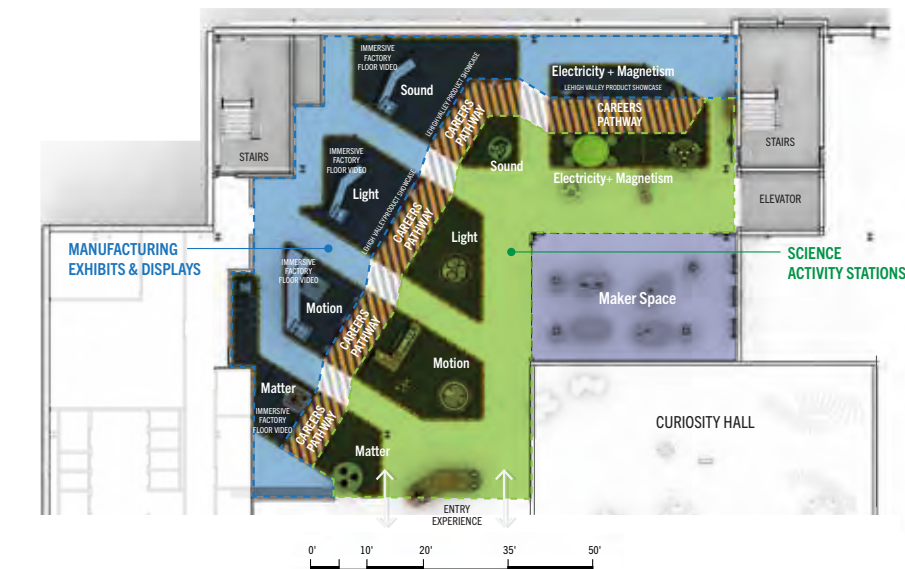 IMMERSIVE
FACTORY
FLOOR VIDEO
Sound
LEHIGH VALLEY PRODUCT SHOWCASE
CAREERS
PATHWAY
Electricity + Magnetism
LEHIGH VALLEY PRODUCT SHOWCASE
CAREERS
PATHWAY
STAIRS
STAIRS
IMMERSIVE
FACTORY
FLOOR VIDEO
Light
Sound
Electricity+ Magnetism
ELEVATOR
LEHIGH VALLEY PRODUCT SHOWCASE
CAREERS
PATHWAY
Light
MANUFACTURING
EXHIBITS & DISPLAYS
SCIENCE
ACTIVITY STATIONS
IMMERSIVE
FACTORY
FLOOR VIDEO
Motion
CAREERS
PATHWAY
Maker Space
Motion
Matter
IMMERSIVE
FACTORY
FLOOR VIDEO
CAREERS
PATHWAY
Matter
CURIOSITY HALL
ENTRY
EXPERIENCE
0' 10' 20' 35' 50'